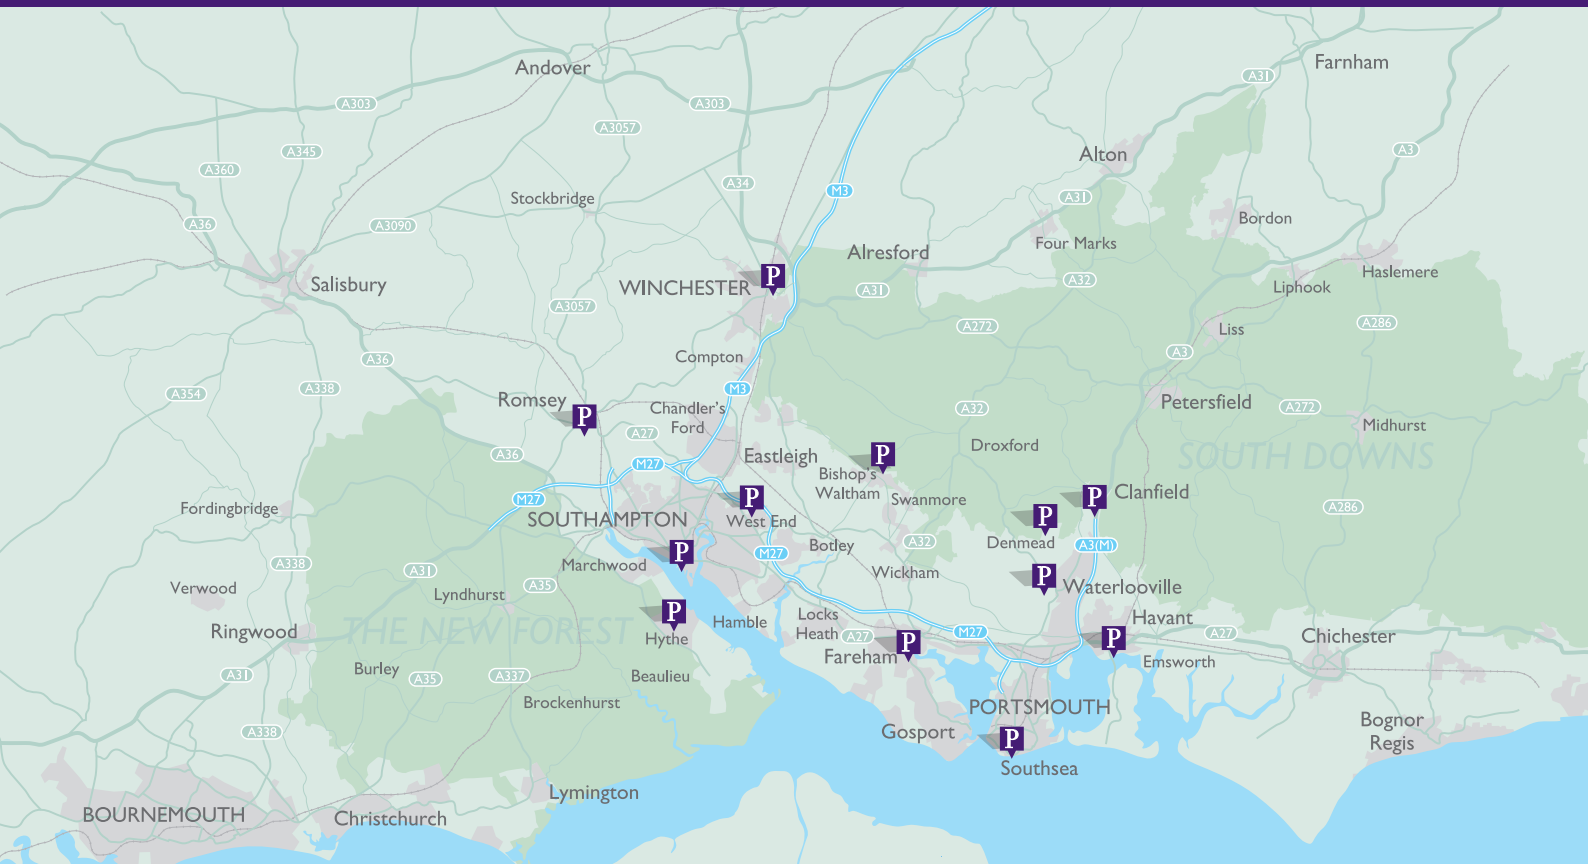 Andover
Farnham
A31
A303
A303
A3057
A345
A3
Alton
A360
A34
M3
A31
Stockbridge
A36
A3090
Bordon
Four Marks
Alresford
Haslemere
P
WINCHESTER
Salisbury
A32
Liphook
A31
A3057
A272
A286
Liss
Compton
A36
A3
A338
M3
A354
Romsey
P
Chandler's
Ford
A32
Petersfield
A272
Midhurst
A27
A36
M27
Eastleigh
P
Bishop's
Waltham
Droxford
SOUTH DOWNS
M27
P
West End
Swanmore
P
Clanfield
A286
Fordingbridge
SOUTHAMPTON
P
Denmead
A3(M)
P
M27
Botley
A32
A338
Marchwood
A31
A35
Wickham
P
Waterlooville
Verwood
Lyndhurst
P
Hythe
Hamble
Locks
Heath
Havant
Ringwood
THE NEW FOREST
A27
P
Fareham
M27
P
A27
Chichester
Emsworth
Burley
A31
A35
A337
Beaulieu
Brockenhurst
PORTSMOUTH
A338
Gosport
P
Southsea
Bognor
Regis
Lymington
BOURNEMOUTH
Christchurch